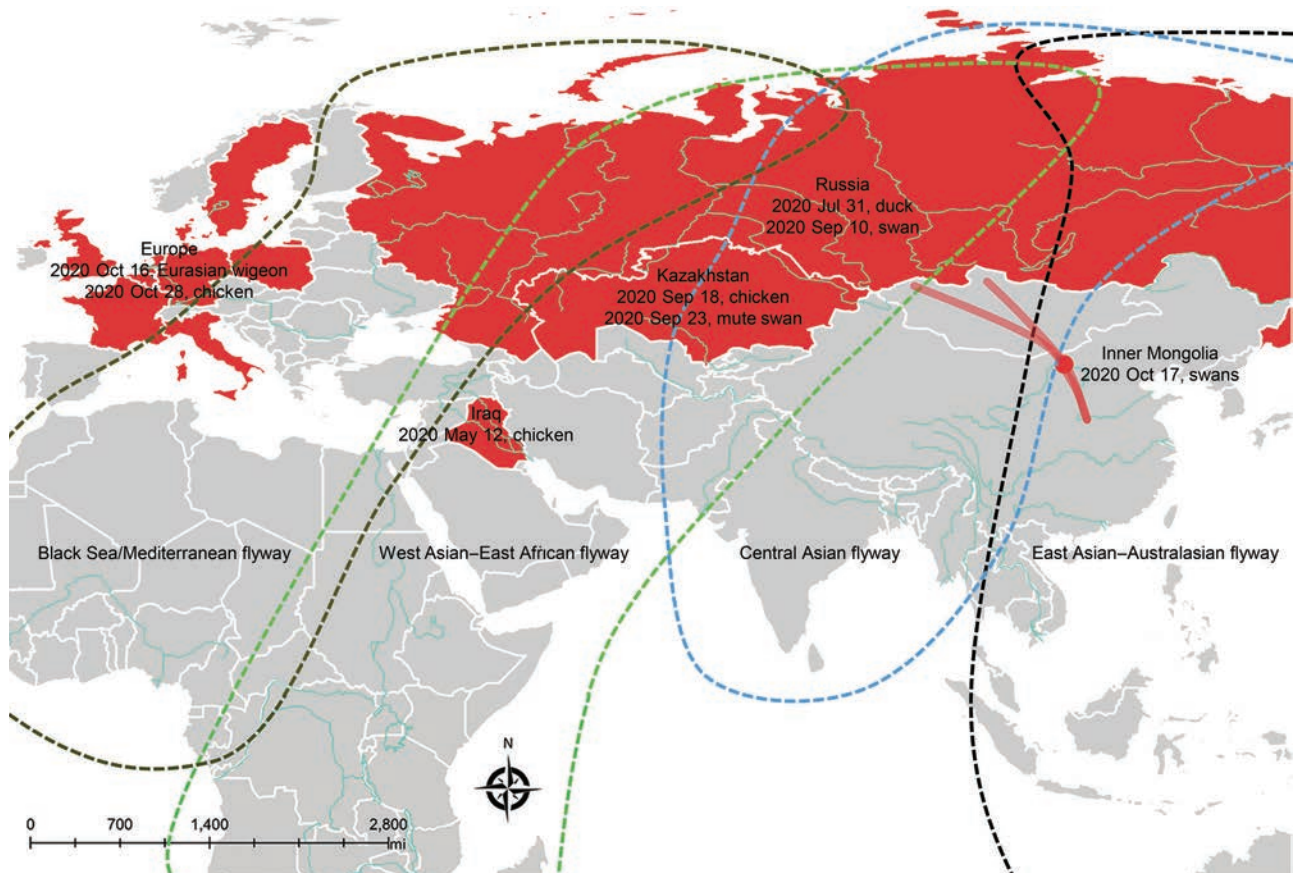 Russia
2020 Jul 31, duck
2020 Sep 10, swan
Europe
2020 Oct 16, Eurasian wigeon
2020 Oct 28, chicken
Kazakhstan
2020 Sep 18, chicken
2020 Sep 23, mute swan
Inner Mongolia
2020 Oct 17, swans
Iraq
2020 May 12, chicken
Black Sea/Mediterranean flyway
West Asian–East African flyway
Central Asian flyway
East Asian–Australasian flyway
N
0 700 1,400 2,800
mi